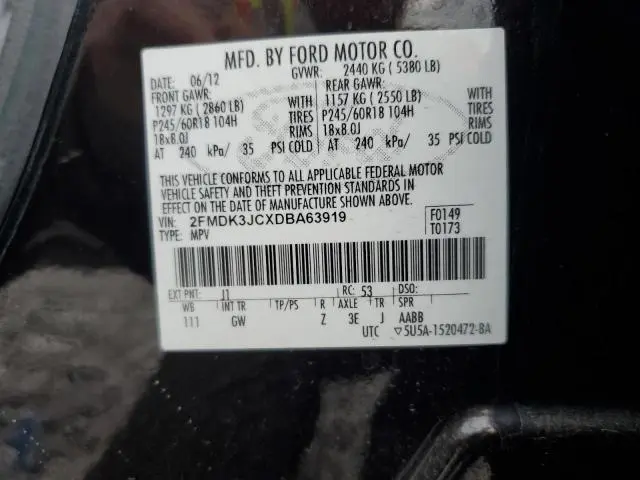 MFD. BY FORD MOTOR CO.
DATE: 06/12 GVWR: 2440 KG ( 5380 LB)
FRONT GAWR: REAR GAWR:
1297 KG ( 2860 LB) WITH 1157 KG ( 2550 LB) WITH
P245/60R18 104H TIRES P245/60R18 104H TIRES
18x8.0J RIMS 18x8.0J RIMS
AT 240 kPa/ 35 PSI COLD AT 240 kPa/ 35 PSI COLD
THIS VEHICLE CONFORMS TO ALL APPLICABLE FEDERAL MOTOR
VEHICLE SAFETY AND THEFT PREVENTION STANDARDS IN
EFFECT ON THE DATE OF MANUFACTURE SHOWN ABOVE.
VIN: 2FMDK3JCXDBA63919 F0149
TYPE: MPV T0173
EXT PNT: J1 RC: 53 DSO:
WB INT TR TP/PS R AXLE TR SPR
111 GW Z 3E J AABB
UTC ▽5U5A-1520472-BA